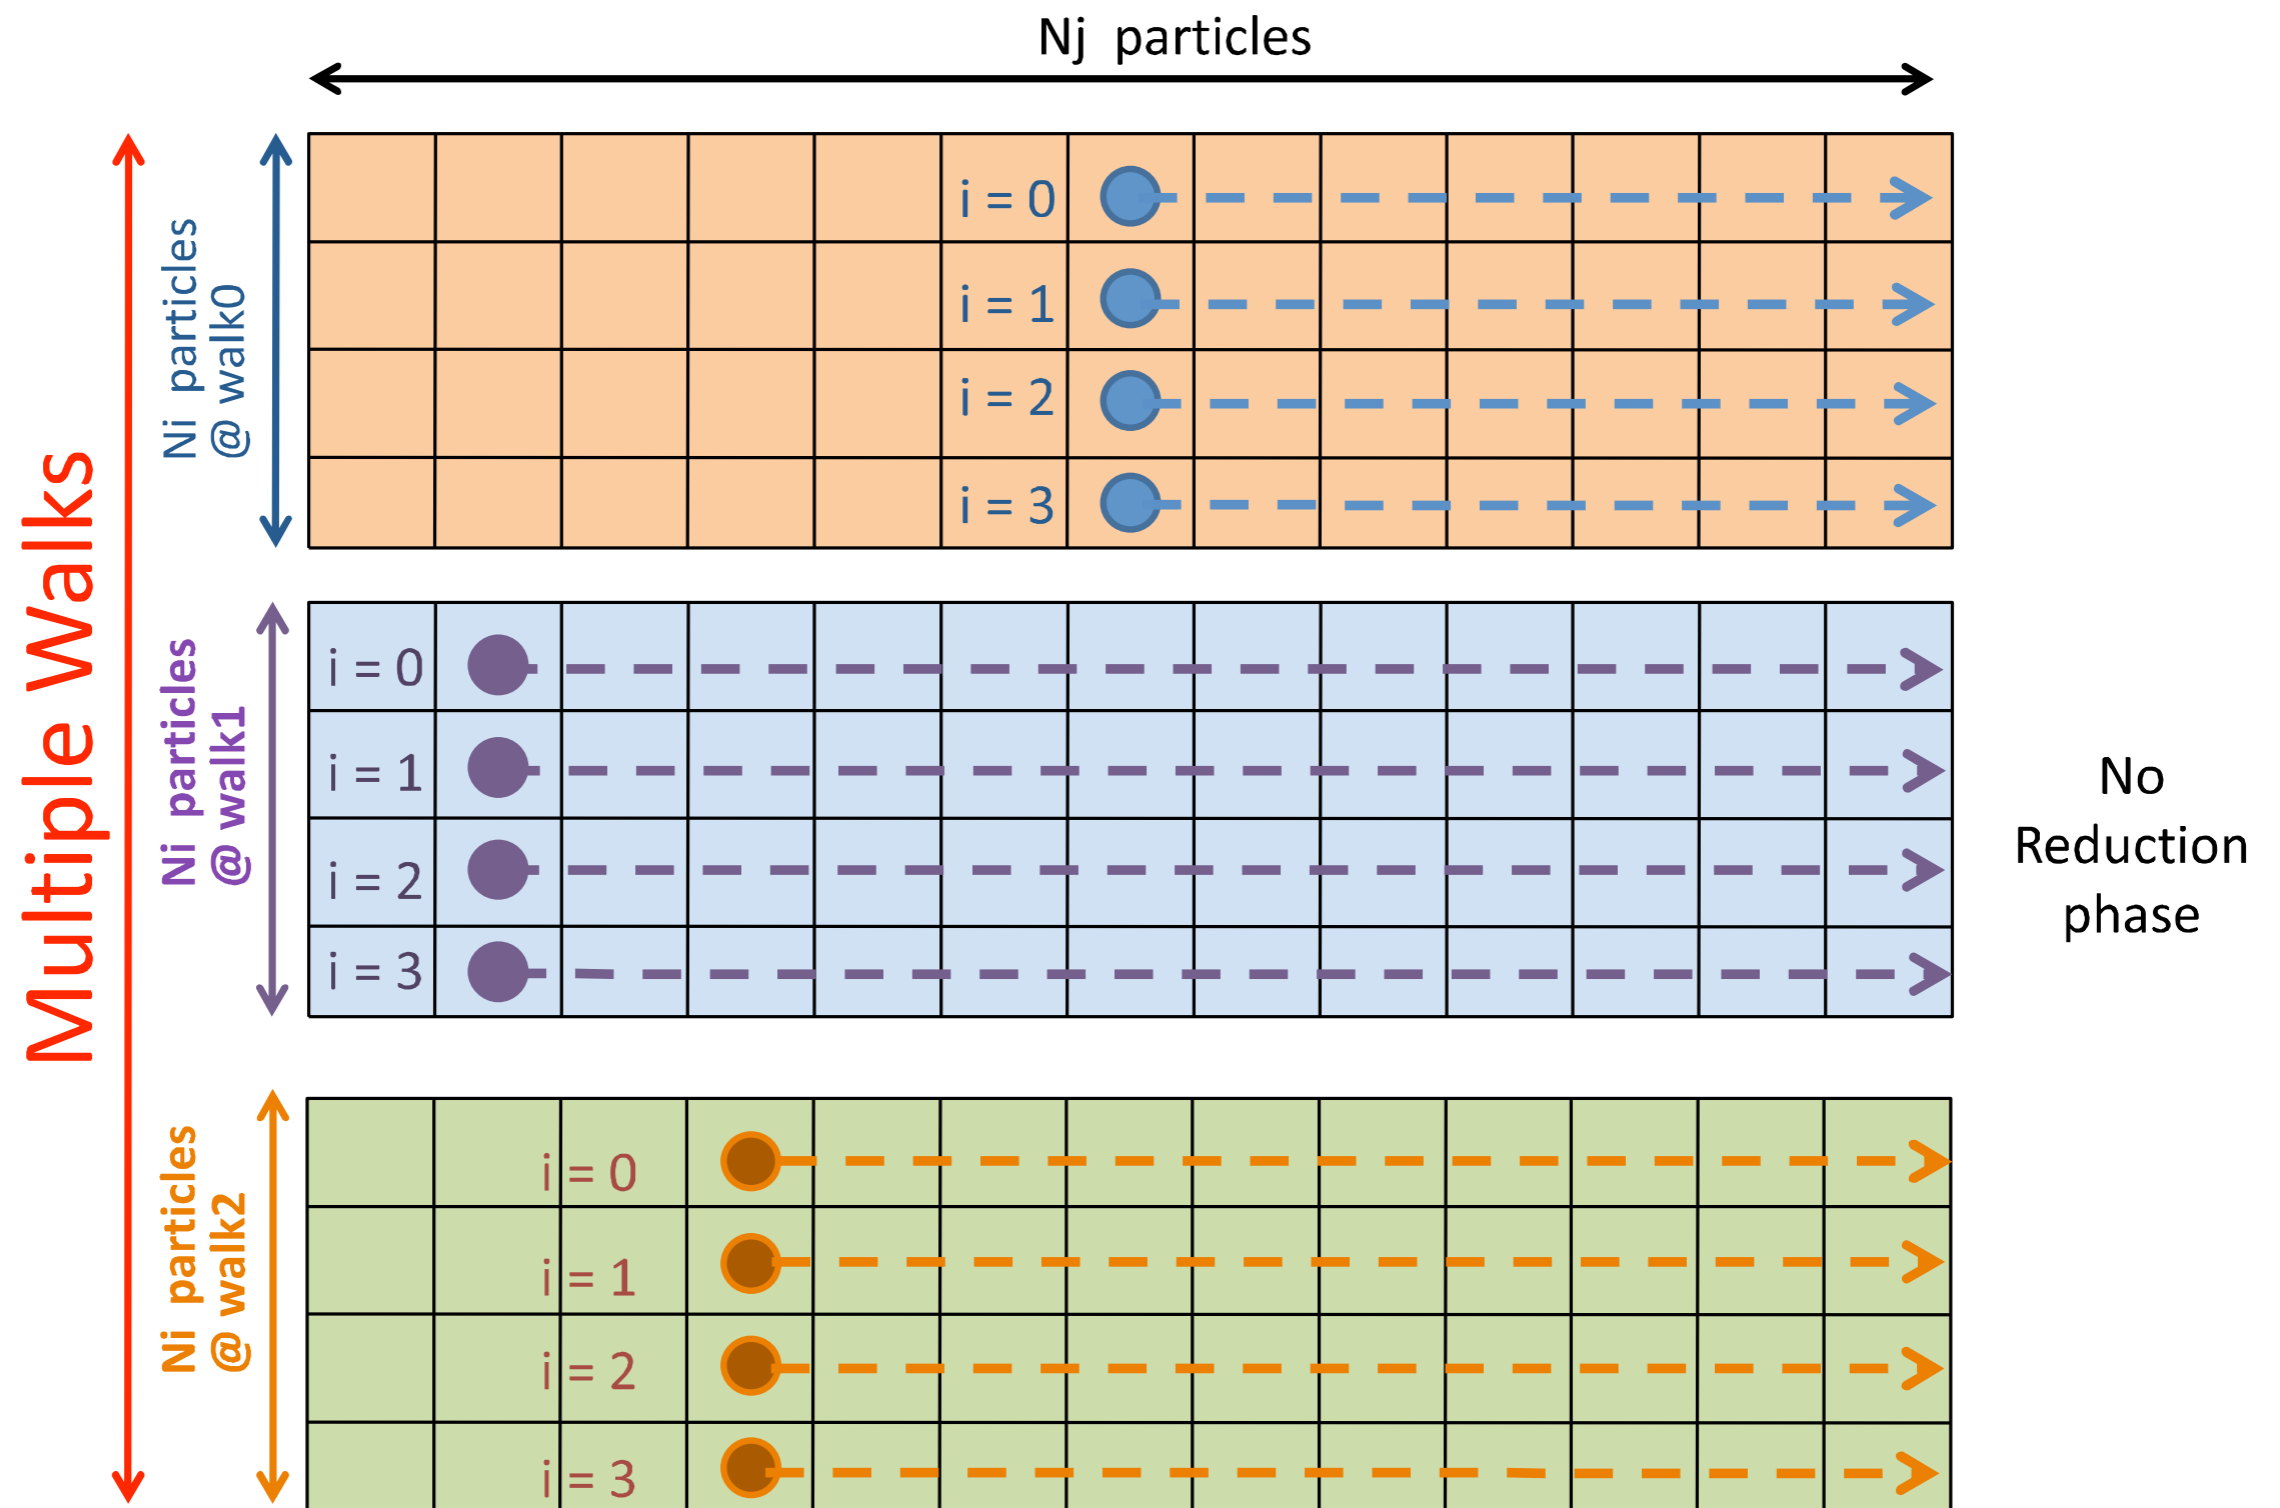 Nj particles
Multiple Walks
Ni particles
@ walk0
i = 0
i = 1
i = 2
i = 3
Ni particles
@ walk1
i = 0
i = 1
i = 2
i = 3
No
Reduction
phase
Ni particles
@ walk2
i = 0
i = 1
i = 2
i = 3